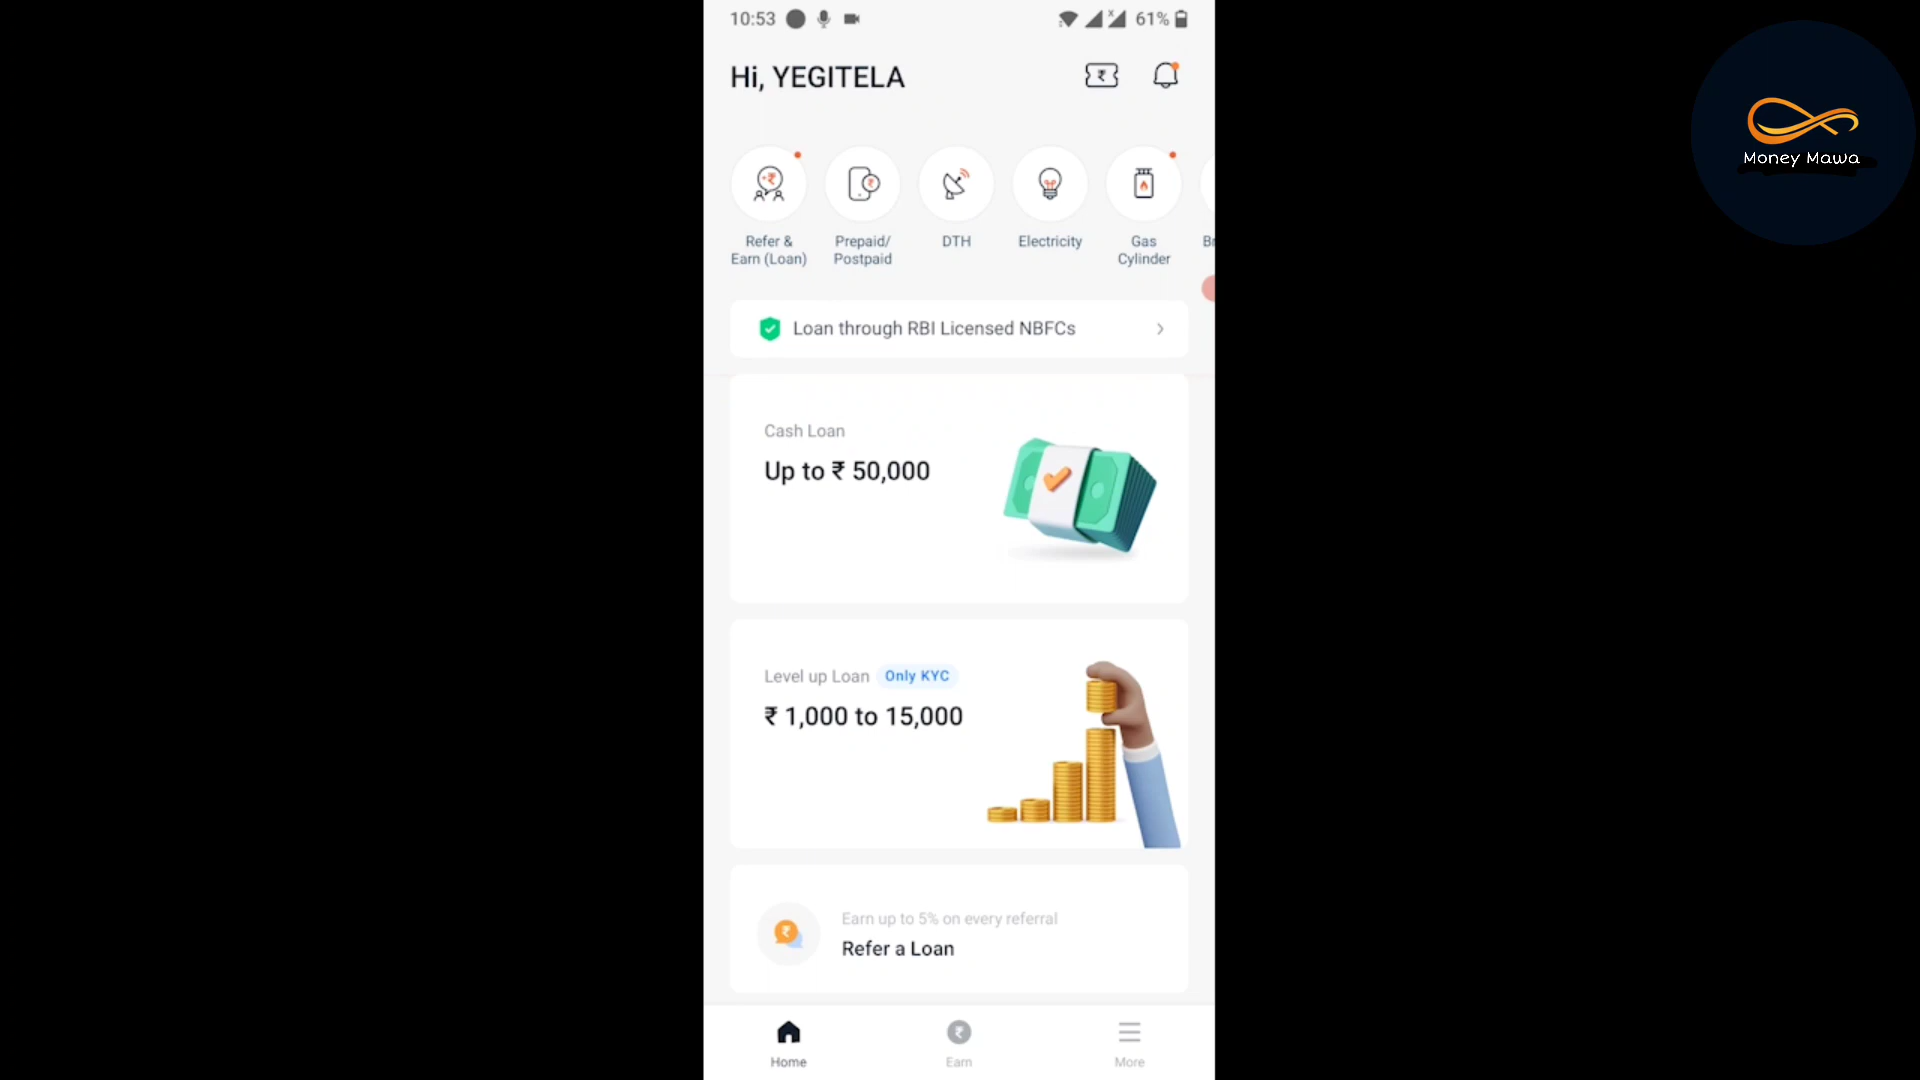 10:53
61%
Money Mawa
Hi, YEGITELA
Refer &
Earn (Loan)
Prepaid/
Postpaid
DTH
Electricity
Gas
Cylinder
Br
Loan through RBI Licensed NBFCs
Cash Loan
Up to ₹ 50,000
Level up Loan Only KYC
₹ 1,000 to 15,000
Earn up to 5% on every referral
Refer a Loan
Home
Earn
More